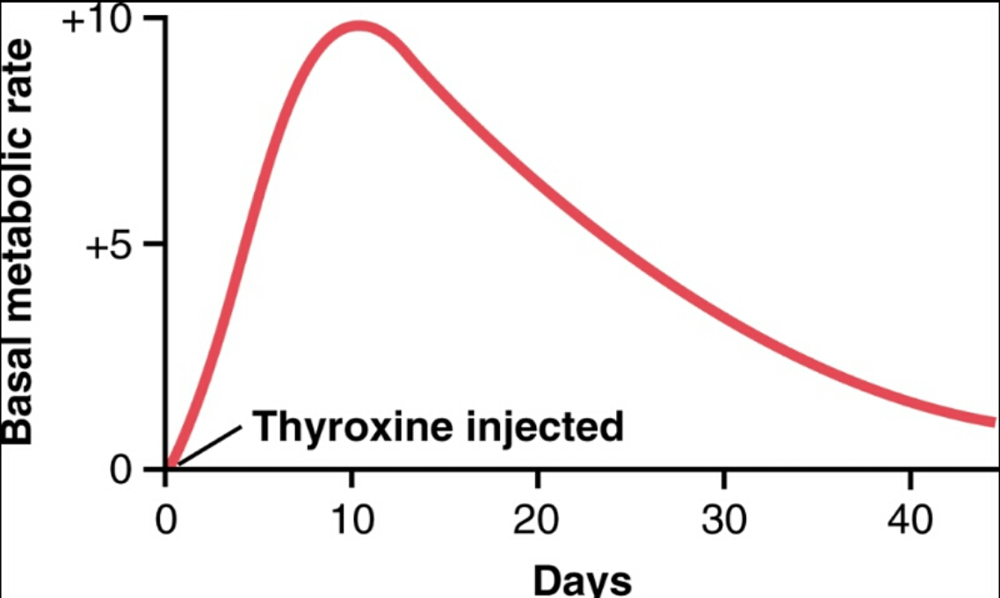 +10
+5
0
Basal metabolic rate
Thyroxine injected
0 10 20 30 40
Days